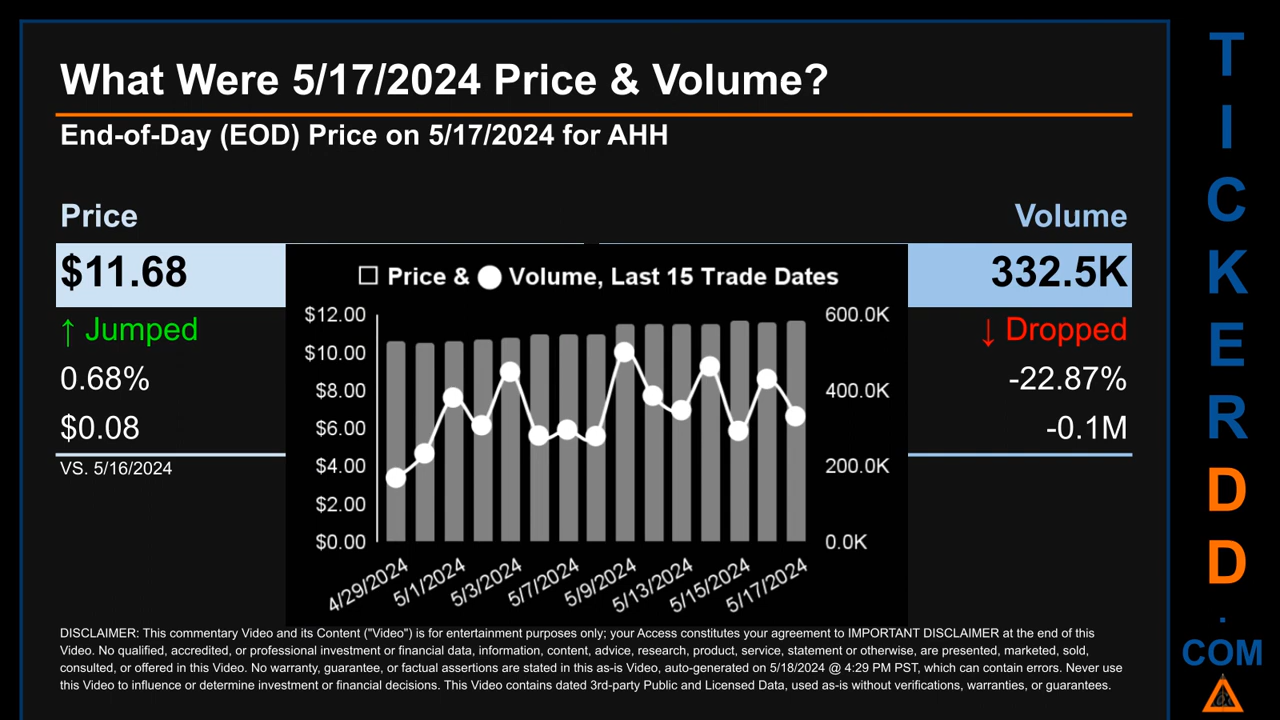 What Were 5/17/2024 Price & Volume?
End-of-Day (EOD) Price on 5/17/2024 for AHH
Price
Volume
$11.68
332.5K
↑ Jumped
↓ Dropped
0.68%
-22.87%
$0.08
-0.1M
VS. 5/16/2024
Price & Volume, Last 15 Trade Dates
$12.00
$10.00
$8.00
$6.00
$4.00
$2.00
$0.00
600.0K
400.0K
200.0K
0.0K
4/29/2024
5/1/2024
5/3/2024
5/7/2024
5/9/2024
5/13/2024
5/15/2024
5/17/2024
DISCLAIMER: This commentary Video and its Content ("Video") is for entertainment purposes only; your Access constitutes your agreement to IMPORTANT DISCLAIMER at the end of this
Video. No qualified, accredited, or professional investment or financial data, information, content, advice, research, product, service, statement or otherwise, are presented, marketed, sold,
consulted, or offered in this Video. No warranty, guarantee, or factual assertions are stated in this as-is Video, auto-generated on 5/18/2024 @ 4:29 PM PST, which can contain errors. Never use
this Video to influence or determine investment or financial decisions. This Video contains dated 3rd-party Public and Licensed Data, used as-is without verifications, warranties, or guarantees.
TICKERDD
.
COM